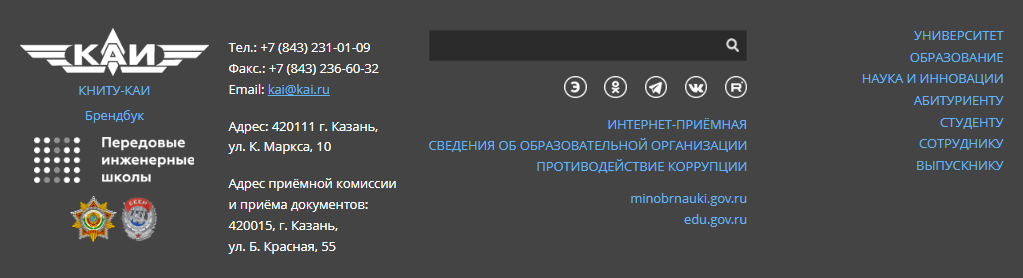 КАИ
КНИТУ-КАИ
Брендбук
Передовые
инженерные
школы
СССР
Тел.: +7 (843) 231-01-09
Факс.: +7 (843) 236-60-32
Email: kai@kai.ru
Адрес: 420111 г. Казань,
ул. К. Маркса, 10
Адрес приёмной комиссии
и приёма документов:
420015, г. Казань,
ул. Б. Красная, 55
Э
R
ИНТЕРНЕТ-ПРИЁМНАЯ
СВЕДЕНИЯ ОБ ОБРАЗОВАТЕЛЬНОЙ ОРГАНИЗАЦИИ
ПРОТИВОДЕЙСТВИЕ КОРРУПЦИИ
minobrnauki.gov.ru
edu.gov.ru
УНИВЕРСИТЕТ
ОБРАЗОВАНИЕ
НАУКА И ИННОВАЦИИ
АБИТУРИЕНТУ
СТУДЕНТУ
СОТРУДНИКУ
ВЫПУСКНИКУ